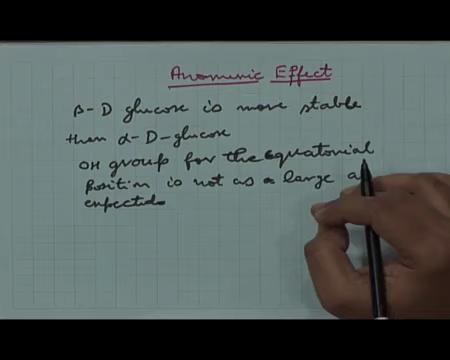 Anomeric Effect
β-D glucose is more stable
then α-D-glucose
OH group for the equatorial
Position is not as a large as
expected